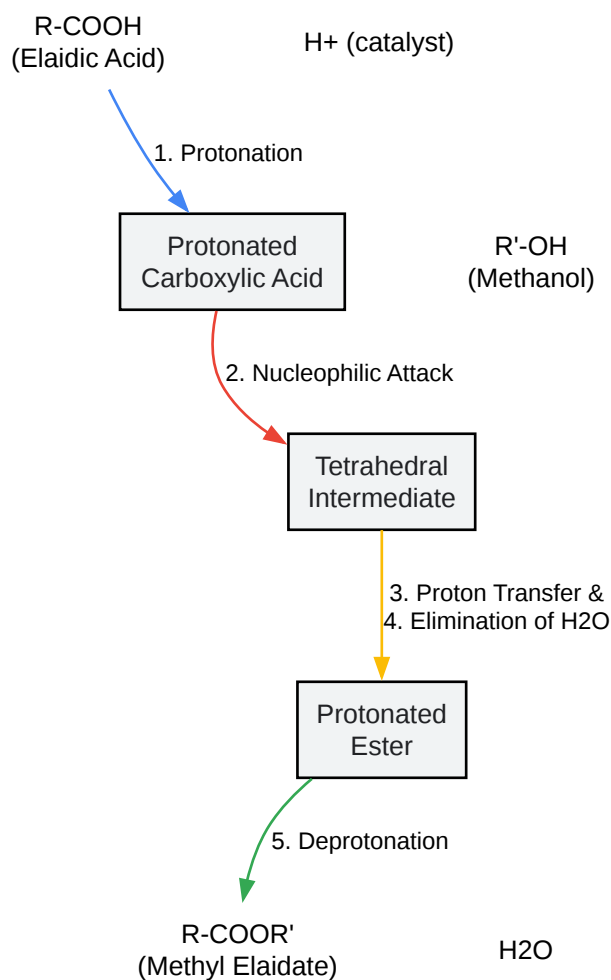 R-COOH
(Elaidic Acid)
H+ (catalyst)
1. Protonation
Protonated
Carboxylic Acid
R'-OH
(Methanol)
2. Nucleophilic Attack
Tetrahedral
Intermediate
3. Proton Transfer &
4. Elimination of H2O
Protonated
Ester
5. Deprotonation
R-COOR'
(Methyl Elaidate)
H2O